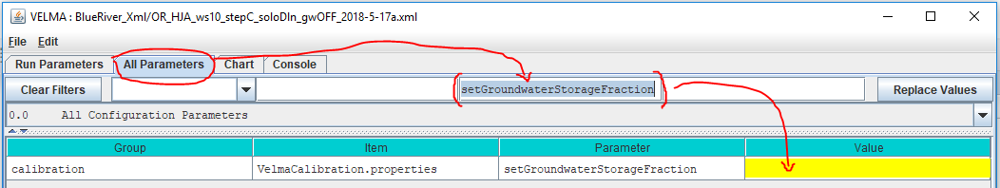 VELMA : BlueRiver_Xml/OR_HJA_ws10_stepC_soloDIn_gwOFF_2018-5-17a.xml
File Edit
Run Parameters All Parameters Chart Console
Clear Filters setGroundwaterStorageFraction Replace Values
0.0 All Configuration Parameters
Group Item Parameter Value
calibration VelmaCalibration.properties setGroundwaterStorageFraction